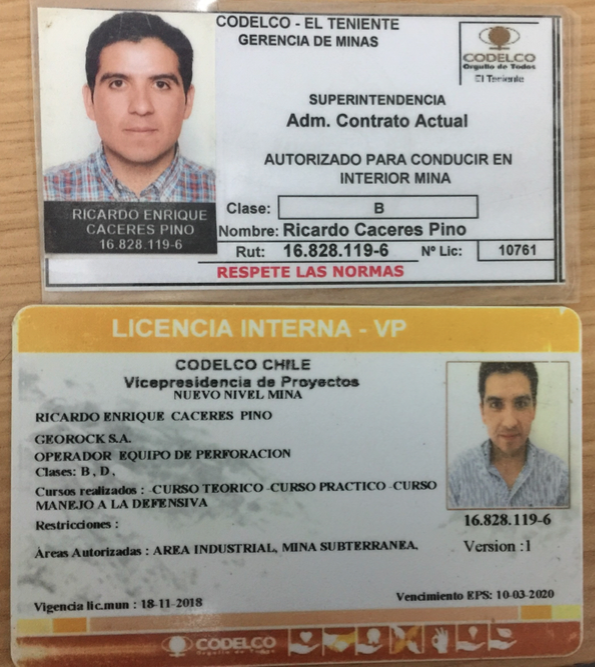 CODELCO - EL TENIENTE
GERENCIA DE MINAS
CODELCO
Orgullo de Todos
El Teniente
SUPERINTENDENCIA
Adm. Contrato Actual
AUTORIZADO PARA CONDUCIR EN
INTERIOR MINA
RICARDO ENRIQUE
CACERES PINO
16.828.119-6
Clase: B
Nombre: Ricardo Caceres Pino
Rut: 16.828.119-6 Nº Lic: 10761
RESPETE LAS NORMAS
LICENCIA INTERNA - VP
CODELCO CHILE
Vicepresidencia de Proyectos
NUEVO NIVEL MINA
RICARDO ENRIQUE CACERES PINO
GEOROCK S.A.
OPERADOR EQUIPO DE PERFORACION
Clases: B , D ,
Cursos realizados : -CURSO TEORICO -CURSO PRACTICO -CURSO
MANEJO A LA DEFENSIVA
Restricciones :
Àreas Autorizadas : AREA INDUSTRIAL, MINA SUBTERRANEA,
16.828.119-6
Version :1
Vigencia lic.mun : 18-11-2018
Vencimiento EPS: 10-03-2020
CODELCO
Orgullo de Todos